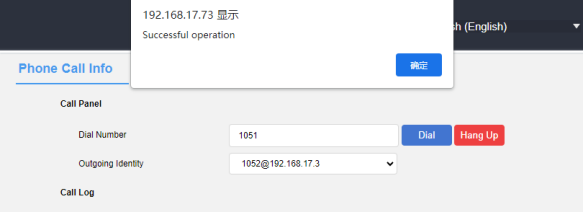 192.168.17.73 显示
Successful operation
sh (English)
确定
Phone Call Info
Call Panel
Dial Number 1051 Dial Hang Up
Outgoing Identity 1052@192.168.17.3
Call Log